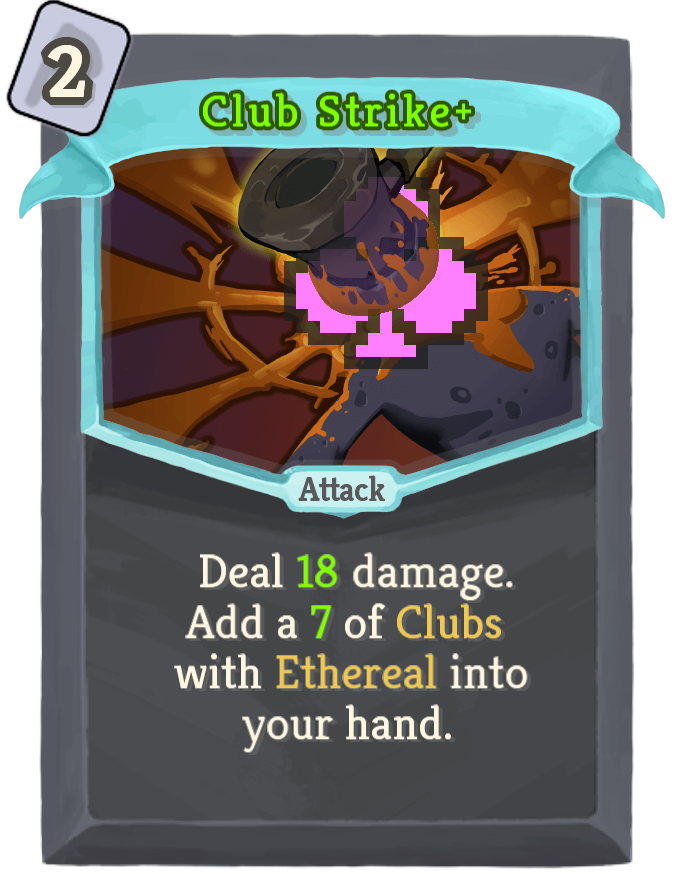 2
Club Strike+
Attack
Deal 18 damage.
Add a 7 of Clubs
with Ethereal into
your hand.